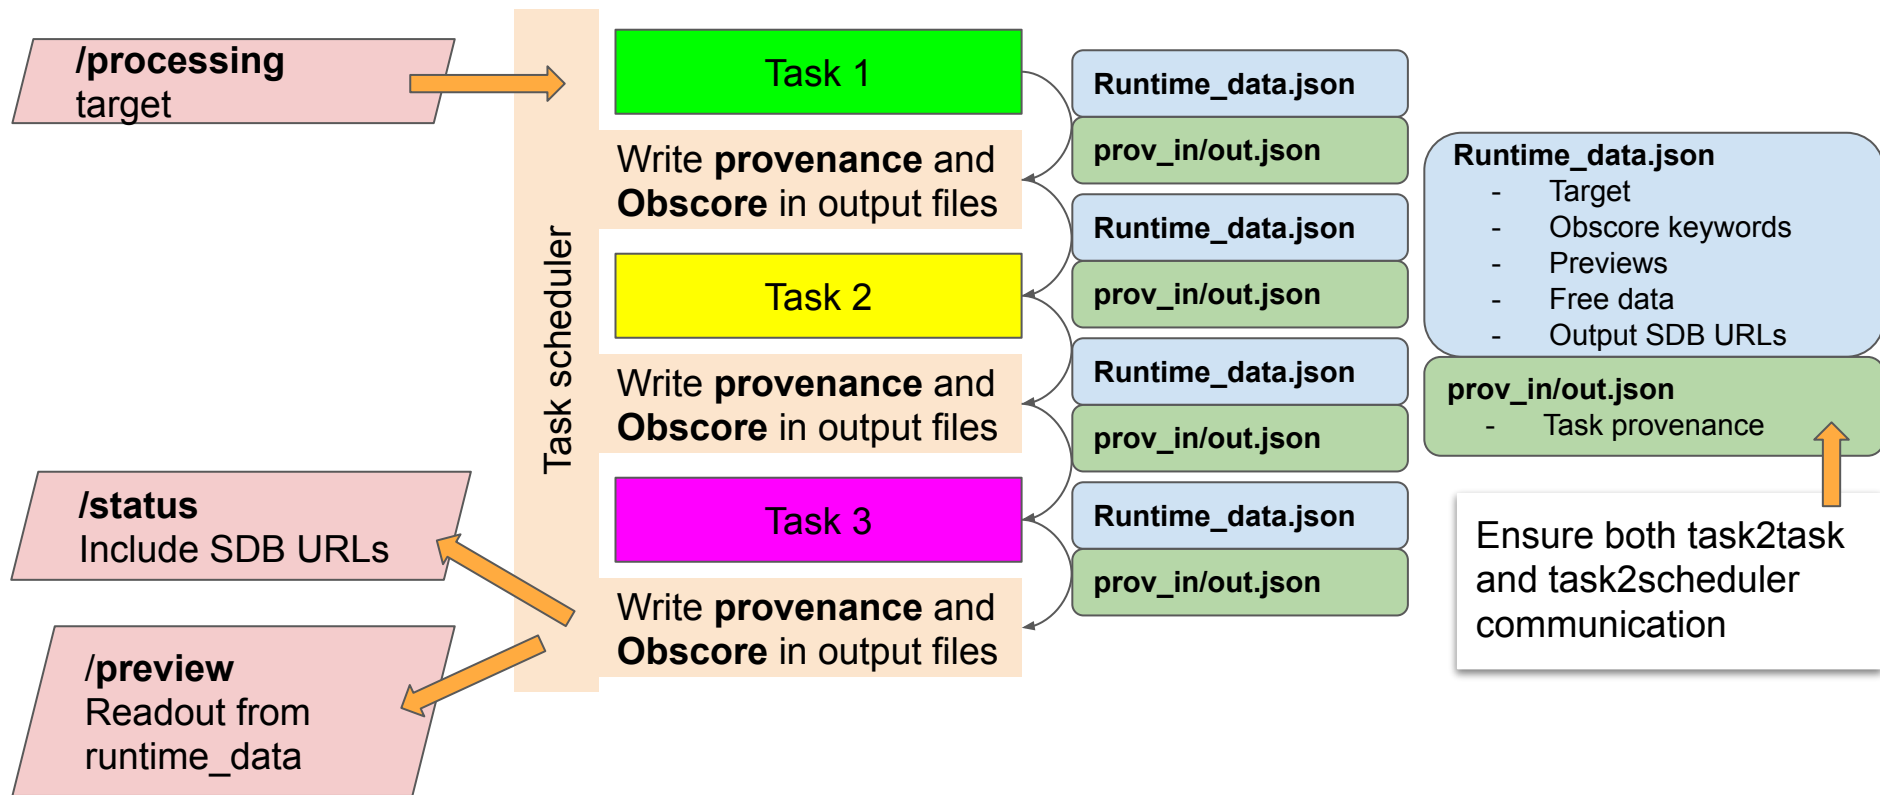 /processing
target
Task scheduler
Task 1
Write provenance and
Obscore in output files
Task 2
Write provenance and
Obscore in output files
Task 3
Write provenance and
Obscore in output files
Runtime_data.json
prov_in/out.json
Runtime_data.json
prov_in/out.json
Runtime_data.json
prov_in/out.json
Runtime_data.json
prov_in/out.json
Runtime_data.json
- Target
- Obscore keywords
- Previews
- Free data
- Output SDB URLs
prov_in/out.json
- Task provenance
Ensure both task2task
and task2scheduler
communication
/status
Include SDB URLs
/preview
Readout from
runtime_data